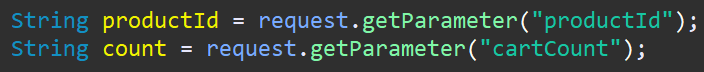 String productId = request.getParameter("productId");
String count = request.getParameter("cartCount");